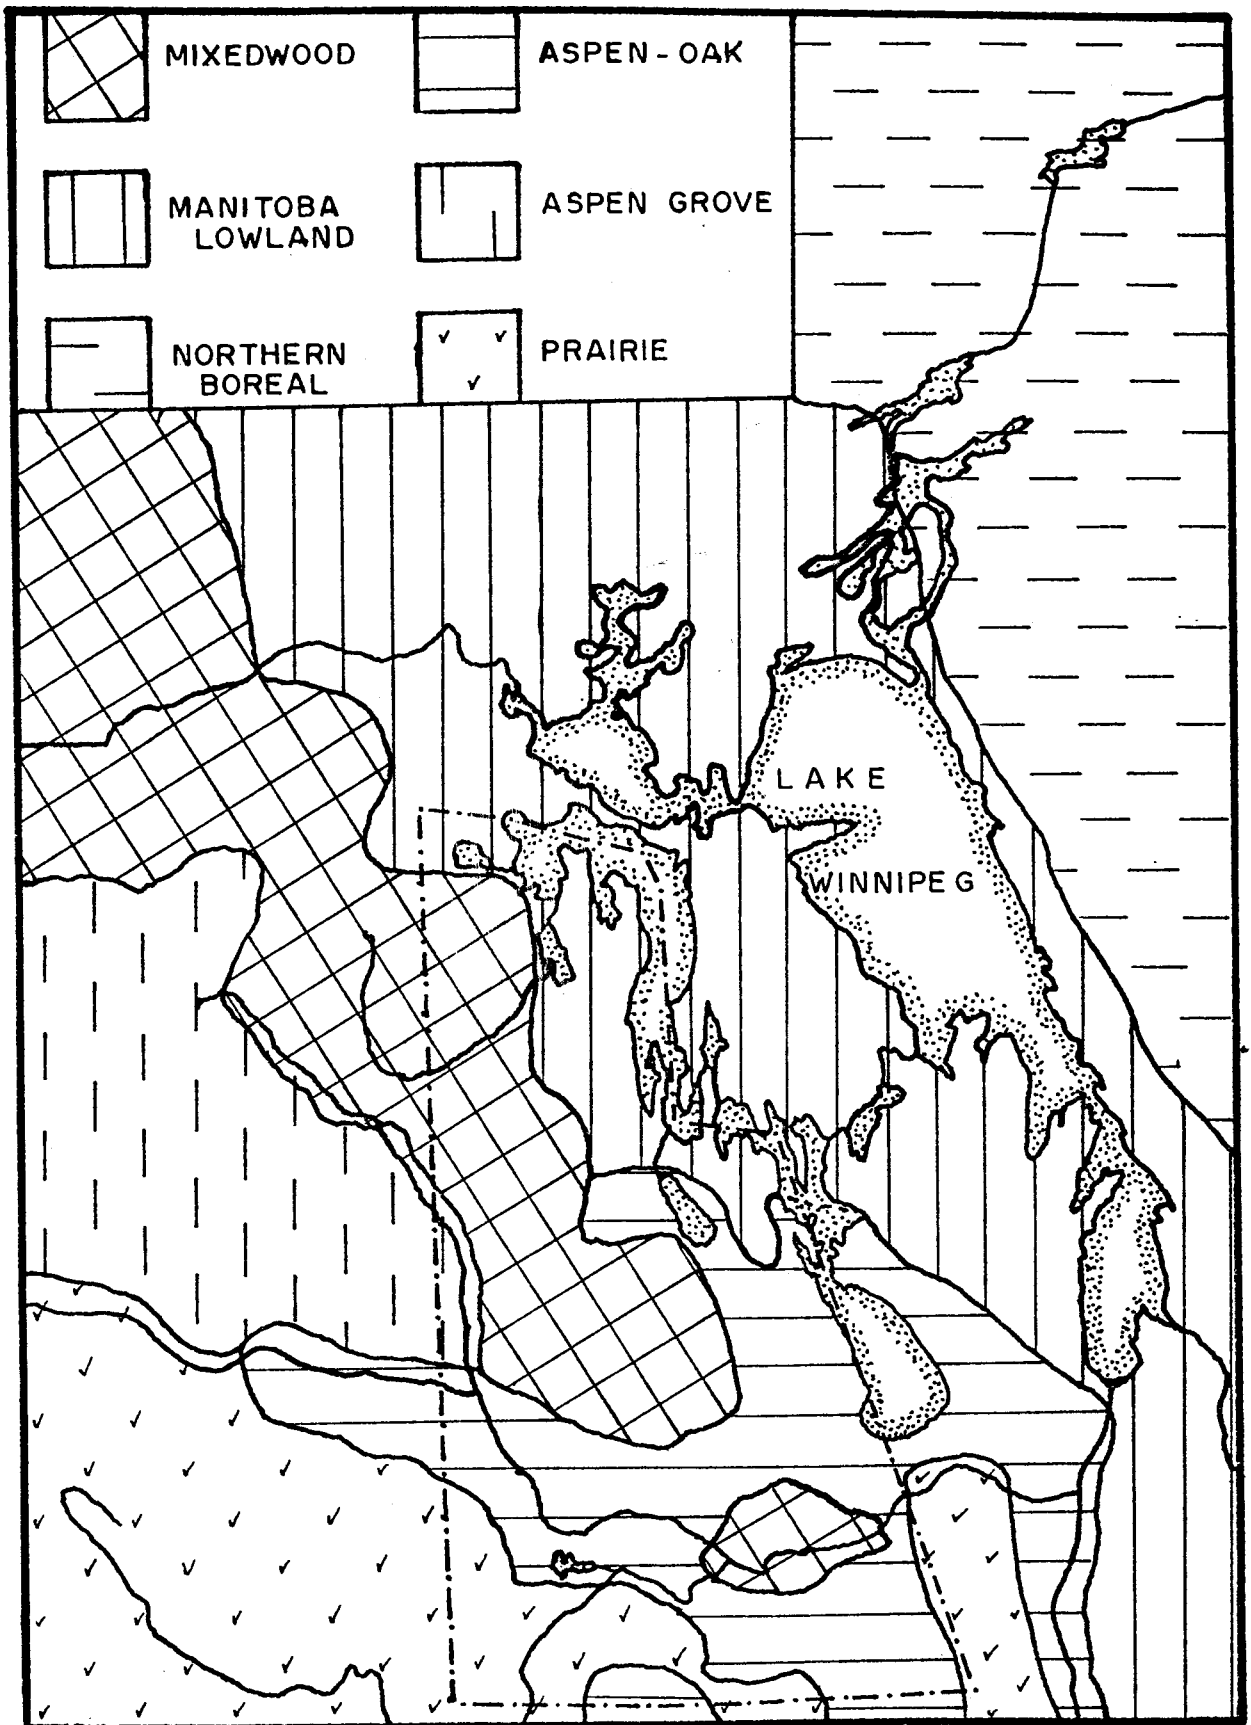 MIXEDWOOD
ASPEN-OAK
MANITOBA
LOWLAND
ASPEN GROVE
NORTHERN
BOREAL
PRAIRIE
LAKE
WINNIPEG